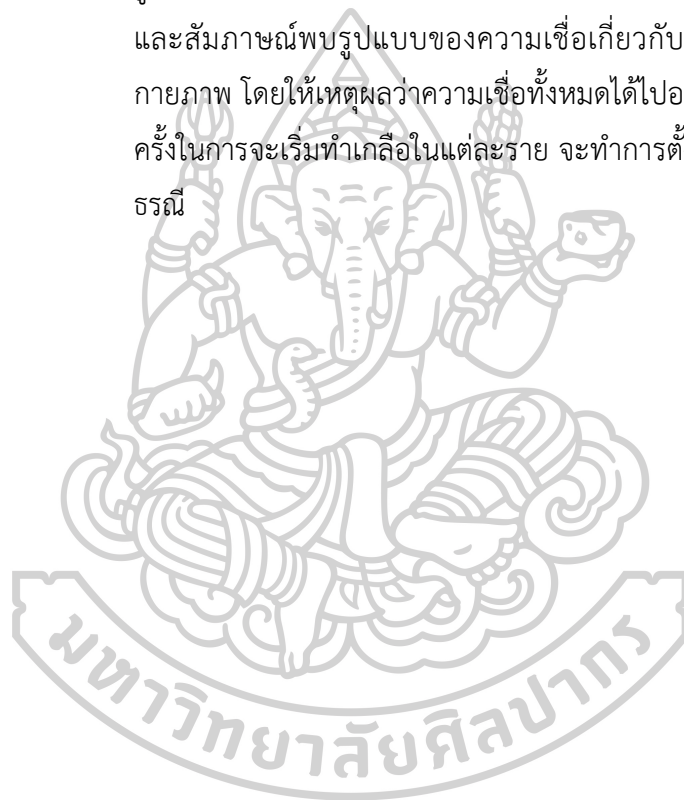 และสัมภาษณ์พบรูปแบบของความเชื่อเกี่ยวกับ
กายภาพ โดยให้เหตุผลว่าความเชื่อทั้งหมดได้ไปอ
ครั้งในการจะเริ่มทำเกลือในแต่ละราย จะทำการตั้
ธรณี
มหาวิทยาลัยศิลปากร